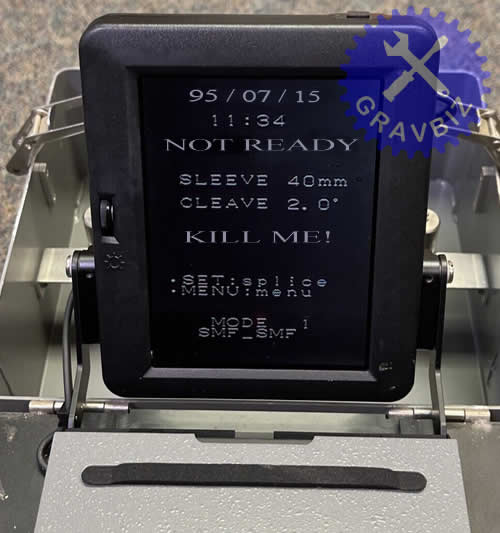 GRAVBIN
95/07/15
11:34
NOT READY
SLEEVE 40mm
CLEAVE 2.0°
KILL ME!
:SET:splice
:MENU:menu
MODE 1
SMF_SMF